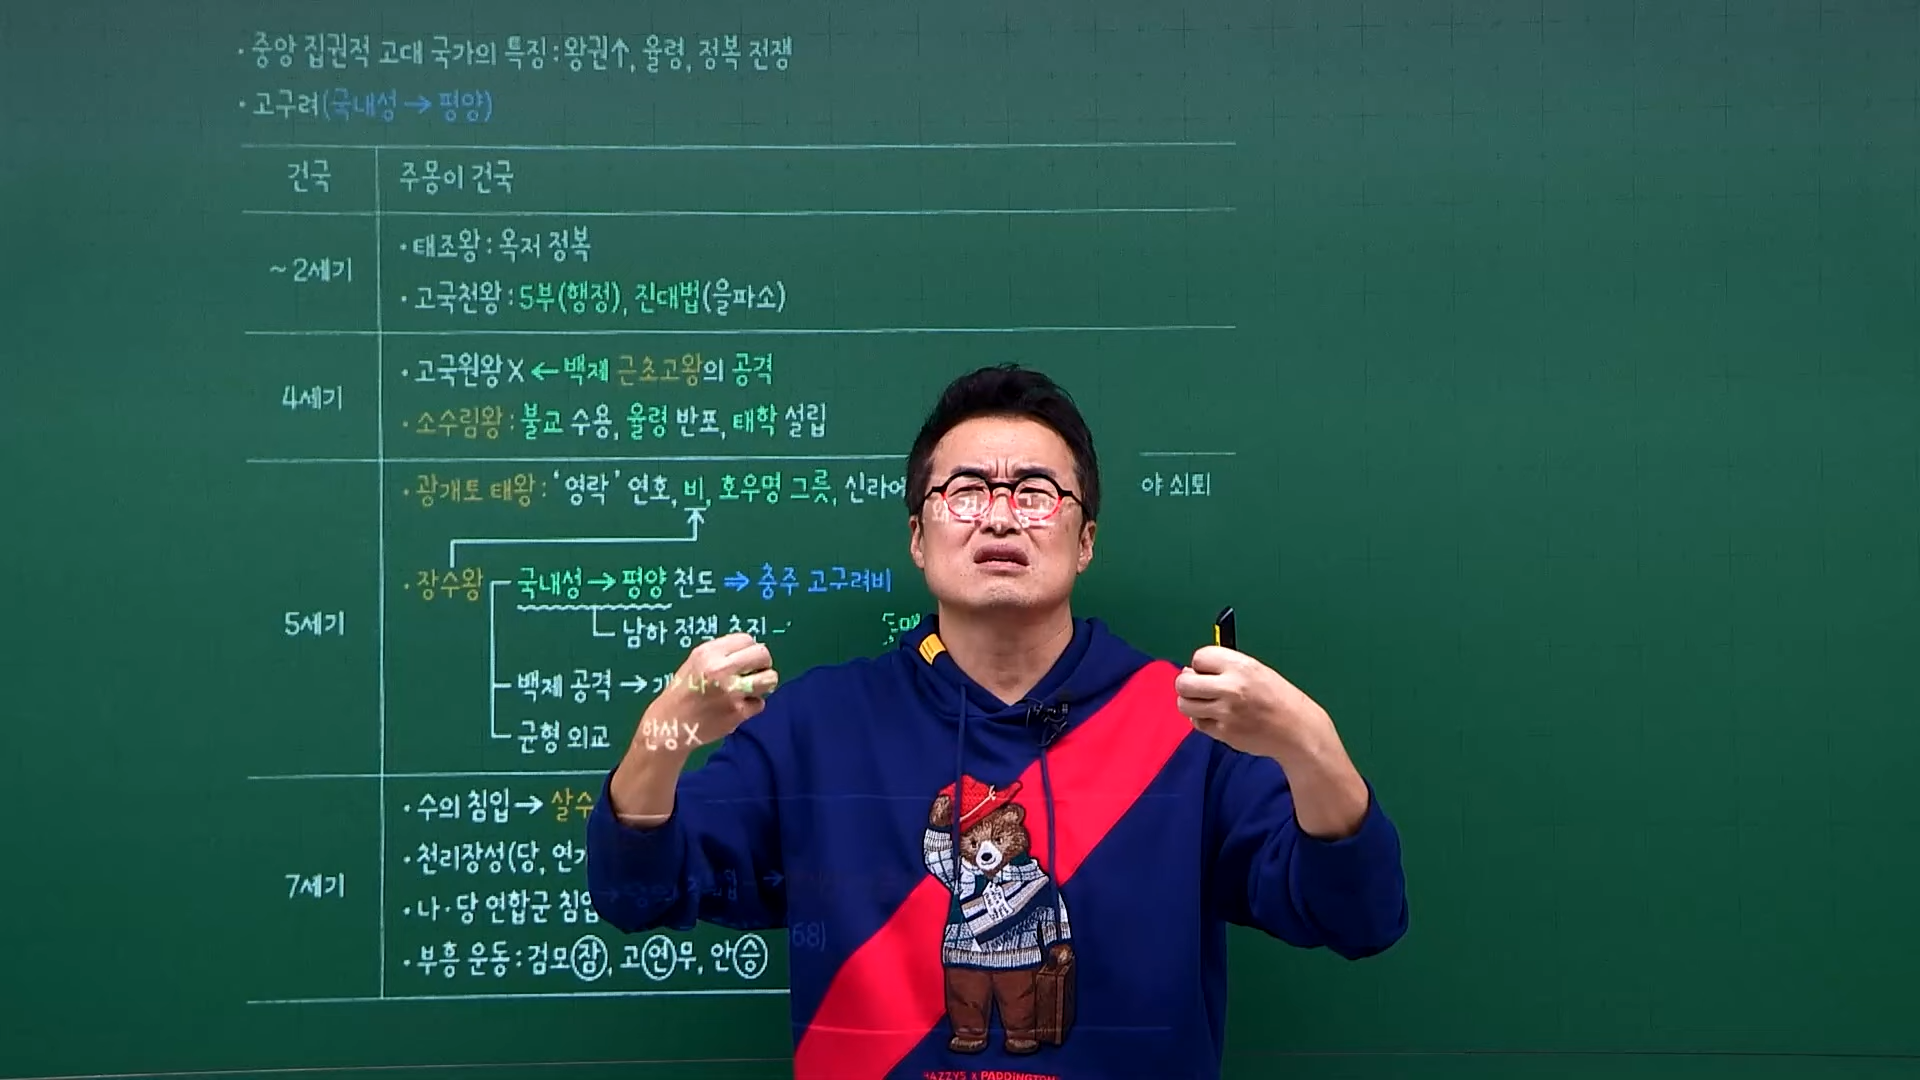 · 중앙 집권적 고대 국가의 특징 : 왕권↑, 율령, 정복 전쟁
· 고구려(국내성 → 평양)
건국 주몽이 건국
~2세기
· 태조왕 : 옥저 정복
· 고국천왕 : 5부(행정), 진대법(을파소)
4세기
· 고국원왕X ← 백제 근초고왕의 공격
· 소수림왕 : 불교 수용, 율령 반포, 태학 설립
5세기
· 광개토 태왕 : '영락' 연호, 비, 호우명 그릇, 신라 야 쇠퇴
· 장수왕 국내성 → 평양 천도 ⇒ 충주 고구려비
남하 정책 추진
백제 공격 → 나·
균형 외교 한성X
7세기
· 수의 침입 → 살수
· 천리장성(당, 연
· 나·당 연합군 침입
68)
· 부흥 운동 : 검모잠, 고연무, 안승
HAZZYS X PADDINGTON